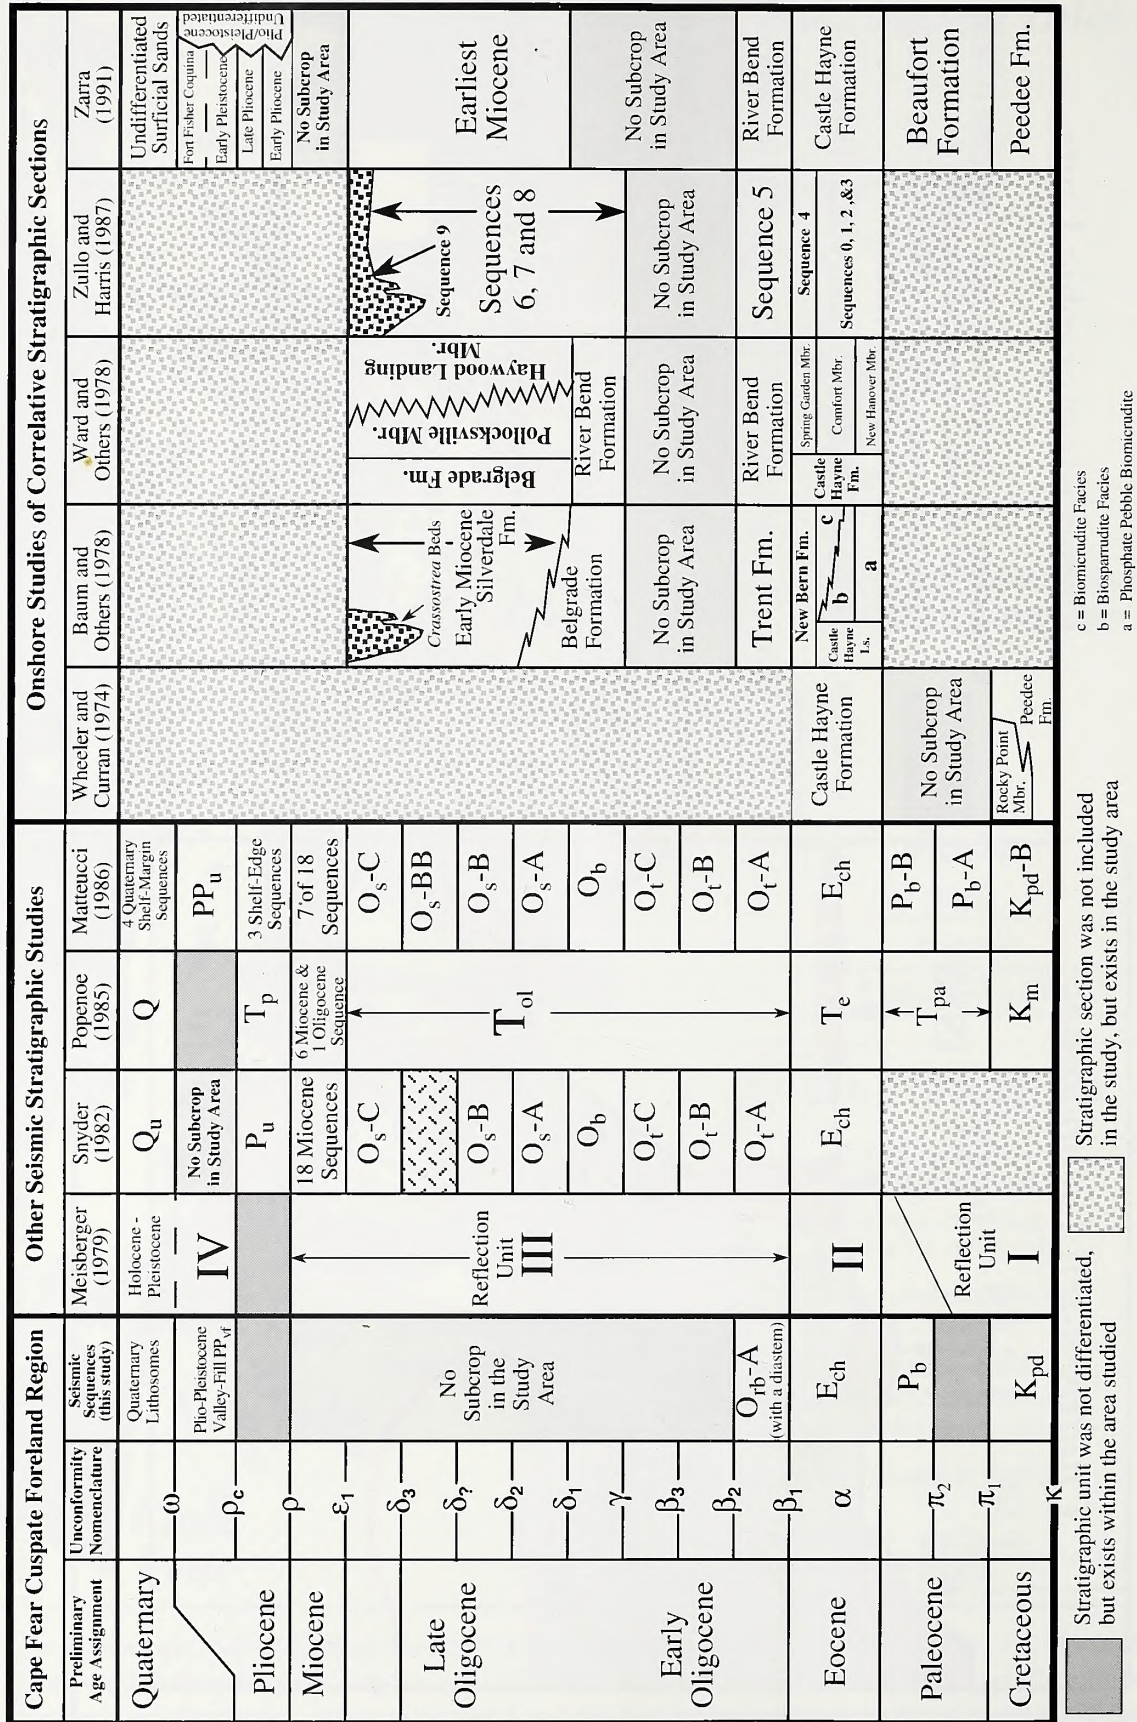 Cape Fear Cuspate Foreland Region
Other Seismic Stratigraphic Studies
Onshore Studies of Correlative Stratigraphic Sections
Preliminary
Age Assignment
Unconformity
Nomenclature
Seismic
Sequences
(this study)
Meisberger
(1979)
Snyder
(1982)
Popenoe
(1985)
Matteucci
(1986)
Wheeler and
Curran (1974)
Baum and
Others (1978)
Ward and
Others (1978)
Zullo and
Harris (1987)
Zarra
(1991)
Quaternary
Pliocene
Miocene
Late
Oligocene
Early
Oligocene
Eocene
Paleocene
Cretaceous
ω
ρc
ρ
ε1
δ3
δ?
δ2
δ1
γ
β3
β2
β1
α
π2
π1
κ
Quaternary
Lithosomes
Plio-Pleistocene
Valley-Fill PPvf
No
Subcrop
in the
Study
Area
Orb-A
(with a diastem)
Ech
Pb
Kpd
Holocene -
Pleistocene
IV
Reflection
Unit
III
II
Reflection
Unit
I
Qu
No Subcrop
in Study Area
Pu
18 Miocene
Sequences
Os-C
Os-B
Os-A
Ob
Ot-C
Ot-B
Ot-A
Ech
Q
Tp
6 Miocene &
1 Oligocene
Sequence
Tol
Te
Tpa
Km
4 Quaternary
Shelf-Margin
Sequences
PPu
3 Shelf-Edge
Sequences
7 of 18
Sequences
Os-C
Os-BB
Os-B
Os-A
Ob
Ot-C
Ot-B
Ot-A
Ech
Pb-B
Pb-A
Kpd-B
Castle Hayne
Formation
No Subcrop
in Study Area
Rocky Point
Mbr.
Peedee
Fm.
Crassostrea Beds
Early Miocene
Silverdale
Fm.
Belgrade
Formation
No Subcrop
in Study Area
Trent Fm.
New Bern Fm.
Castle
Hayne
Ls.
b
c
a
Belgrade Fm.
Pollocksville Mbr.
Haywood Landing
Mbr.
River Bend
Formation
No Subcrop
in Study Area
River Bend
Formation
Castle
Hayne
Fm.
Spring Garden Mbr.
Comfort Mbr.
New Hanover Mbr.
Sequence 9
Sequences
6, 7 and 8
No Subcrop
in Study Area
Sequence 5
Sequence 4
Sequences 0, 1, 2 ,&3
Undifferentiated
Surficial Sands
Fort Fisher Coquina
Early Pleistocene
Late Pliocene
Early Pliocene
Plio/Pleistocene
Undifferentiated
No Subcrop
in Study Area
Earliest
Miocene
No Subcrop
in Study Area
River Bend
Formation
Castle Hayne
Formation
Beaufort
Formation
Peedee Fm.
Stratigraphic unit was not differentiated,
but exists within the area studied
Stratigraphic section was not included
in the study, but exists in the study area
c = Biomicrudite Facies
b = Biosparrudite Facies
a = Phosphate Pebble Biomicrudite